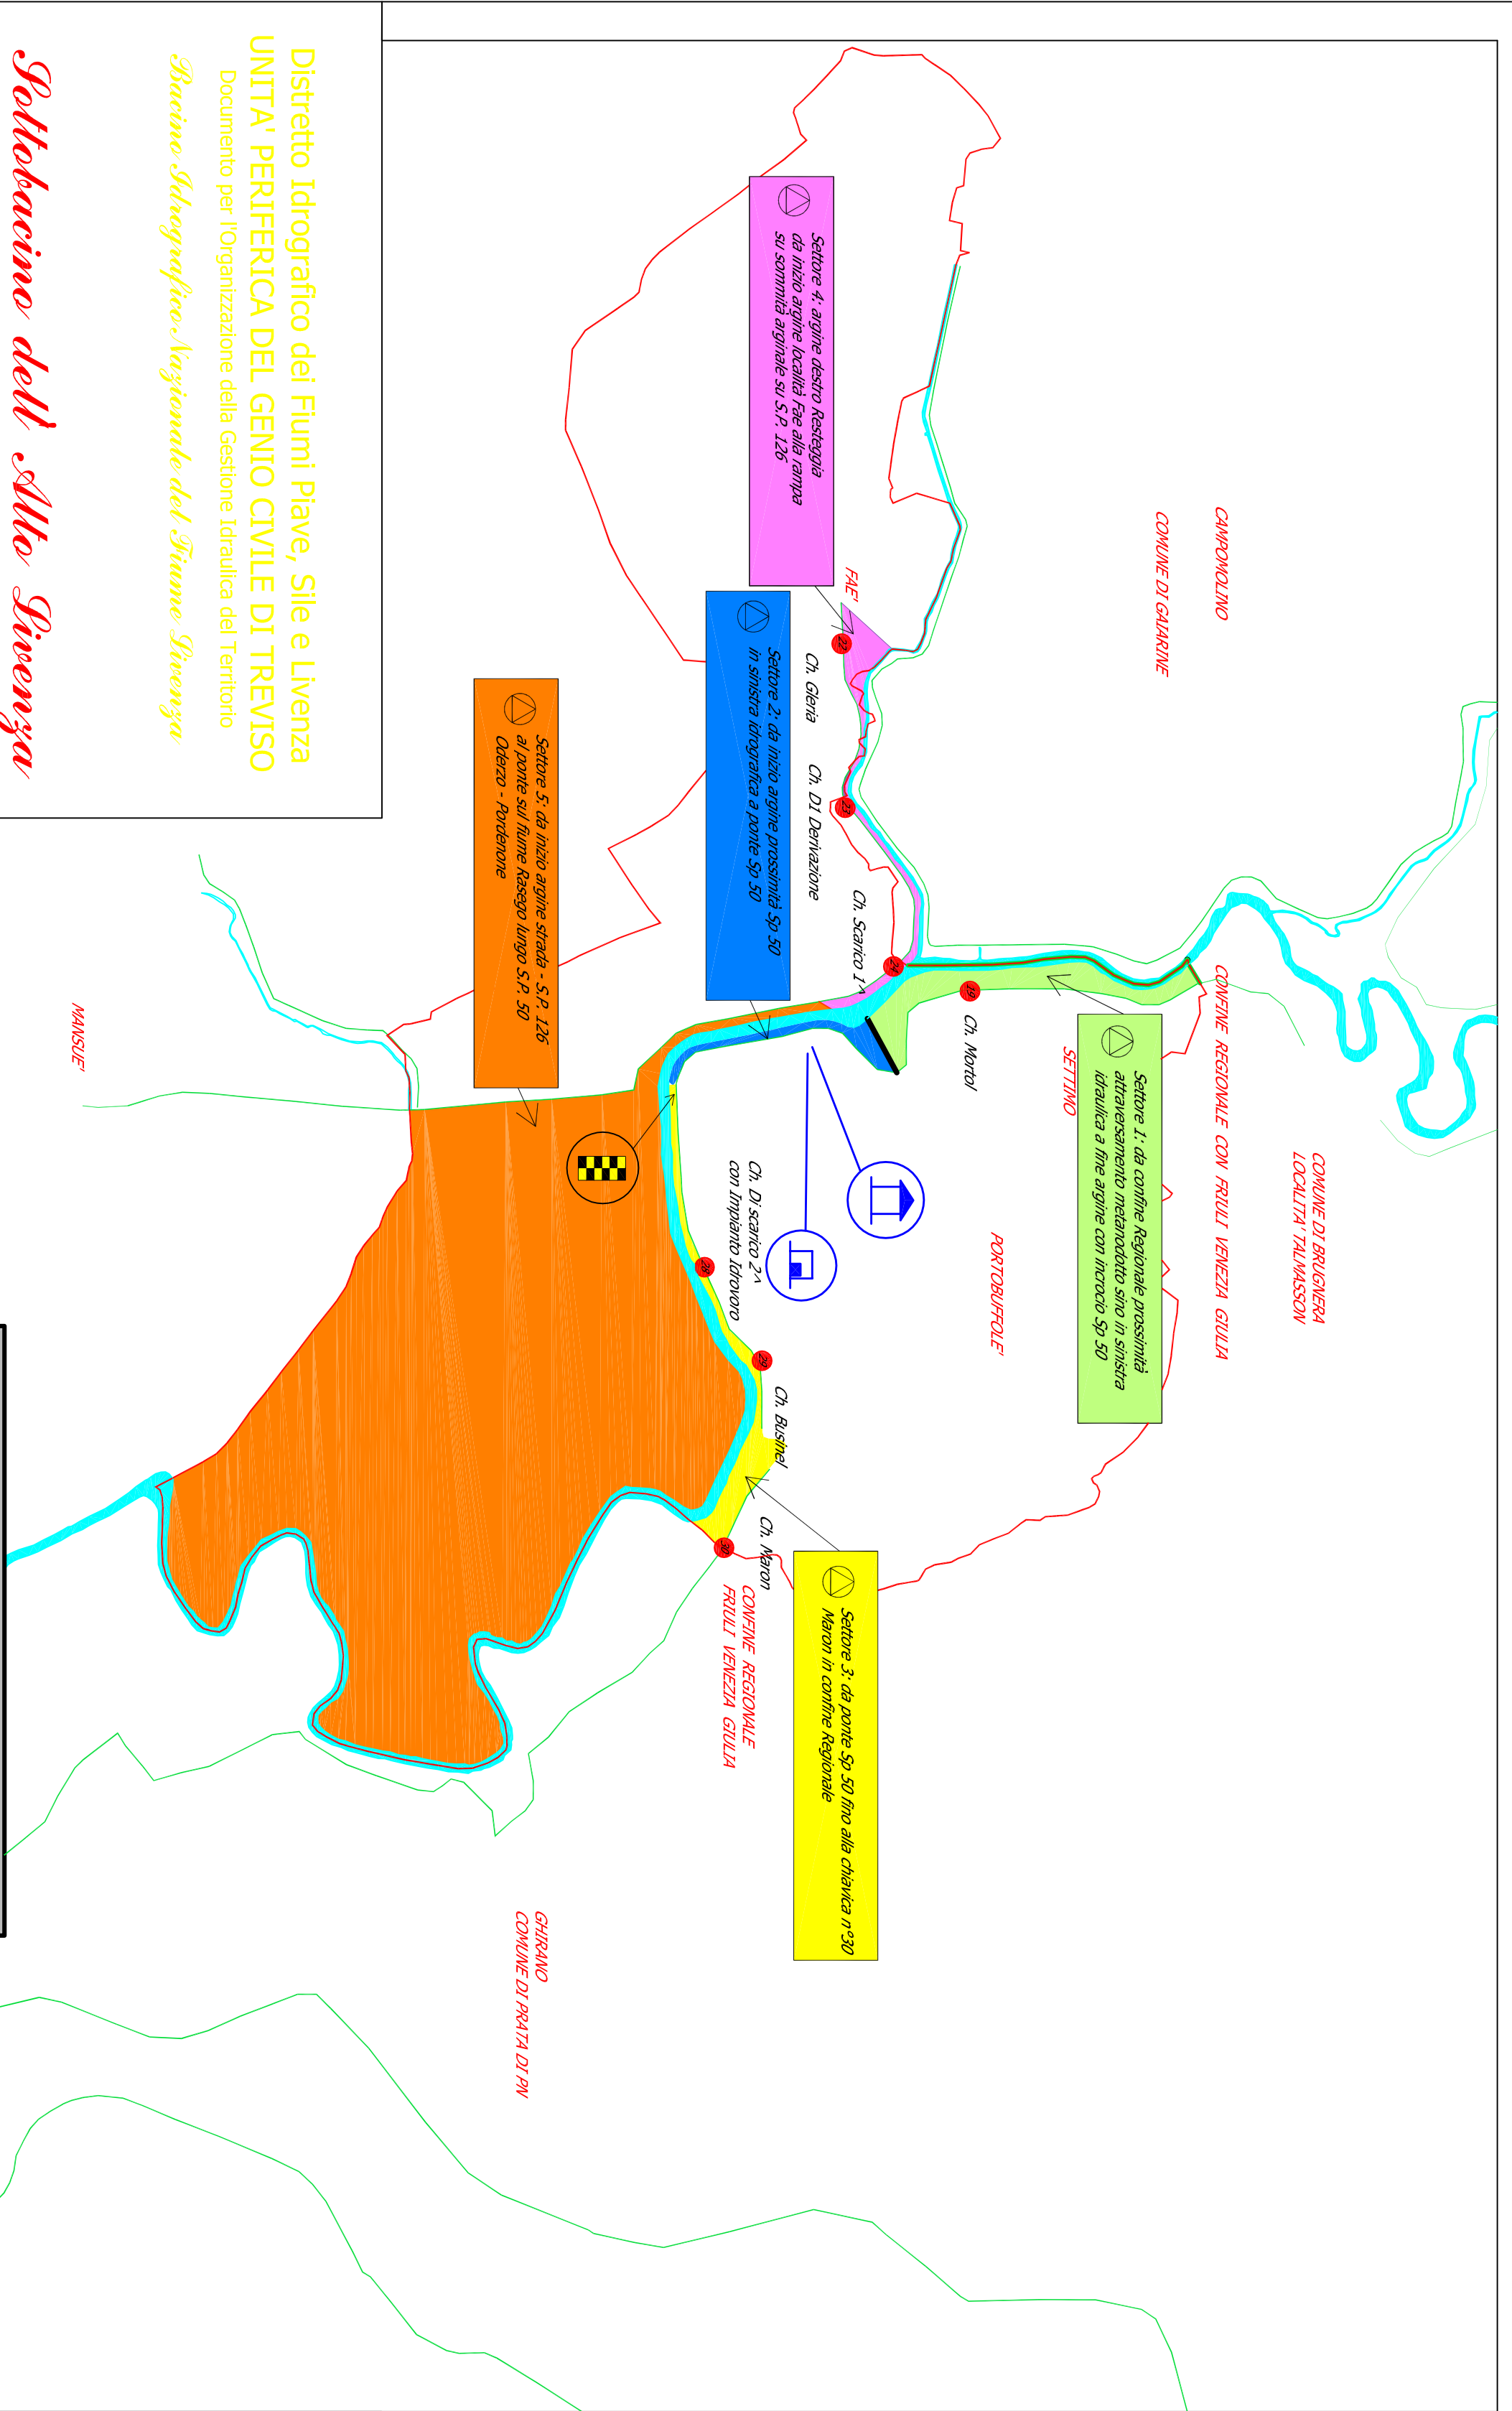 Distretto Idrografico dei Fiumi Piave, Sile e Livenza
UNITA' PERIFERICA DEL GENIO CIVILE DI TREVISO
Documento per l'Organizzazione della Gestione Idraulica del Territorio
Bacino Idrografico Nazionale del Fiume Livenza
Sottobacino dell' Alto Livenza
CAMPOMOLINO
COMUNE DI GAIARINE
COMUNE DI BRUGNERA
LOCALITA' TALMASSON
CONFINE REGIONALE CON FRIULI VENEZIA GIULIA
Settore 1: da confine Regionale prossimità
attraversamento metanodotto sino in sinistra
idraulica a fine argine con incrocio Sp 50
SETTIMO
PORTOBUFFOLE'
Ch. Mortol
19
Settore 4: argine destro Resteggia
da inizio argine località Fae alla rampa
su sommità arginale su S.P. 126
FAE'
22
Ch. Gleria
23
Ch. D1 Derivazione
24
Ch. Scarico 1^
Settore 2: da inizio argine prossimità Sp 50
in sinistra idrografica a ponte Sp 50
Settore 3: da ponte Sp 50 fino alla chiavica n°30
Maron in confine Regionale
Ch. Di scarico 2^
con Impianto Idrovoro
28
29
Ch. Businel
30
Ch. Maron
CONFINE REGIONALE
FRIULI VENEZIA GIULIA
Settore 5: da inizio argine strada - S.P. 126
al ponte sul fiume Rasego lungo S.P. 50
Oderzo - Pordenone
GHIRANO
COMUNE DI PRATA DI PN
MANSUE'